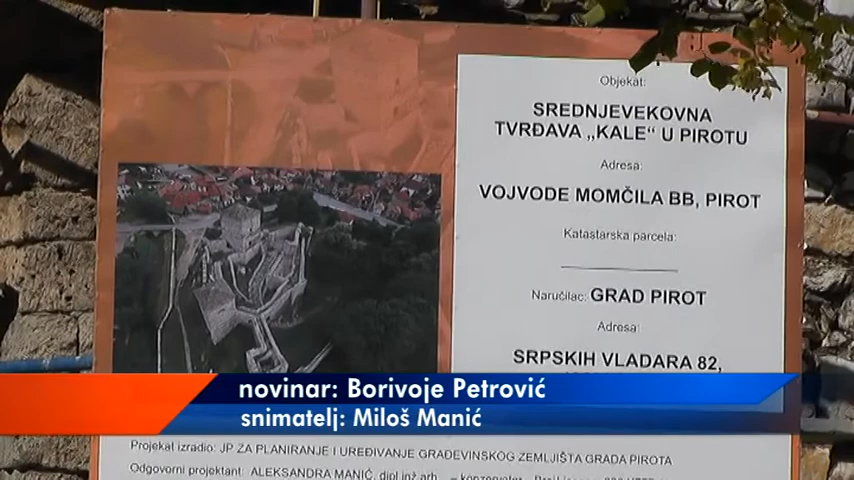 Objekat:
SREDNJEVEKOVNA
TVRĐAVA „KALE“ U PIROTU
Adresa:
VOJVODE MOMČILA BB, PIROT
Katastarska parcela:
Naručilac: GRAD PIROT
Adresa:
SRPSKIH VLADARA 82,
novinar: Borivoje Petrović
snimatelj: Miloš Manić
Projekat izradio: JP ZA PLANIRANJE I UREĐIVANJE GRAĐEVINSKOG ZEMLJIŠTA GRADA PIROTA
Odgovorni projektant: ALEKSANDRA MANIĆ, dipl.inž.arh. – konzervator